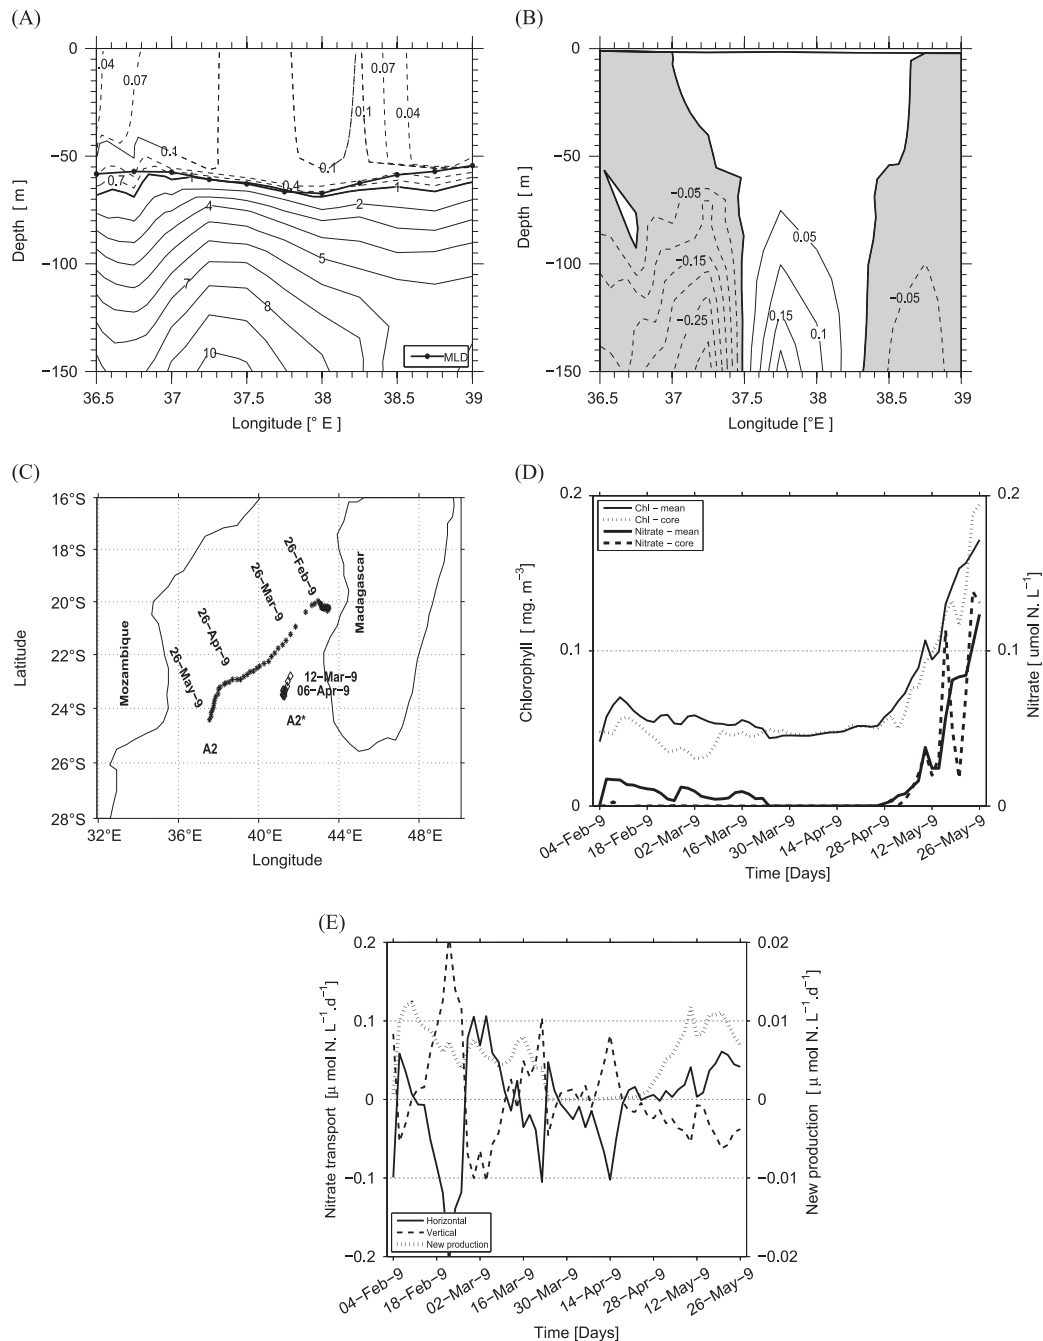 (A)
0
−50
−100
−150
Depth [ m]
.04
0.07
0.1
0.07
0.04
0.1
0.1
0.7
1
0.4
1
2
4
5
7
8
10
MLD
36.5
37
37.5
38
38.5
39
Longitude [° E ]
(B)
0
−50
−100
−150
Depth [ m]
−0.05
0.05
−0.15
−0.25
0.15
0.1
−0.05
36.5
37
37.5
38
38.5
39
Longitude [°E]
(C)
16°S
18°S
20°S
22°S
24°S
26°S
28°S
Latitude
26−Feb−9
26−Mar−9
26−Apr−9
26−May−9
Mozambique
Madagascar
12−Mar−9
06−Apr−9
A2*
A2
32°E
36°E
40°E
44°E
48°E
Longitude
(D)
0.2
0.1
0
Chlorophyll [ mg. m−3]
Chl − mean
Chl − core
Nitrate − mean
Nitrate − core
0.2
0.1
0
Nitrate [umol N.L−1]
04−Feb−9
18−Feb−9
02−Mar−9
16−Mar−9
30−Mar−9
14−Apr−9
28−Apr−9
12−May−9
26−May−9
Time [Days]
(E)
0.2
0.1
0
−0.1
−0.2
Nitrate transport [µ mol N. L−1.d−1]
Horizontal
Vertical
New production
0.02
0.01
0
−0.01
−0.02
New production [ µ mol N. L−1.d−1]
04−Feb−9
18−Feb−9
02−Mar−9
16−Mar−9
30−Mar−9
14−Apr−9
28−Apr−9
12−May−9
26−May−9
Time [Days]